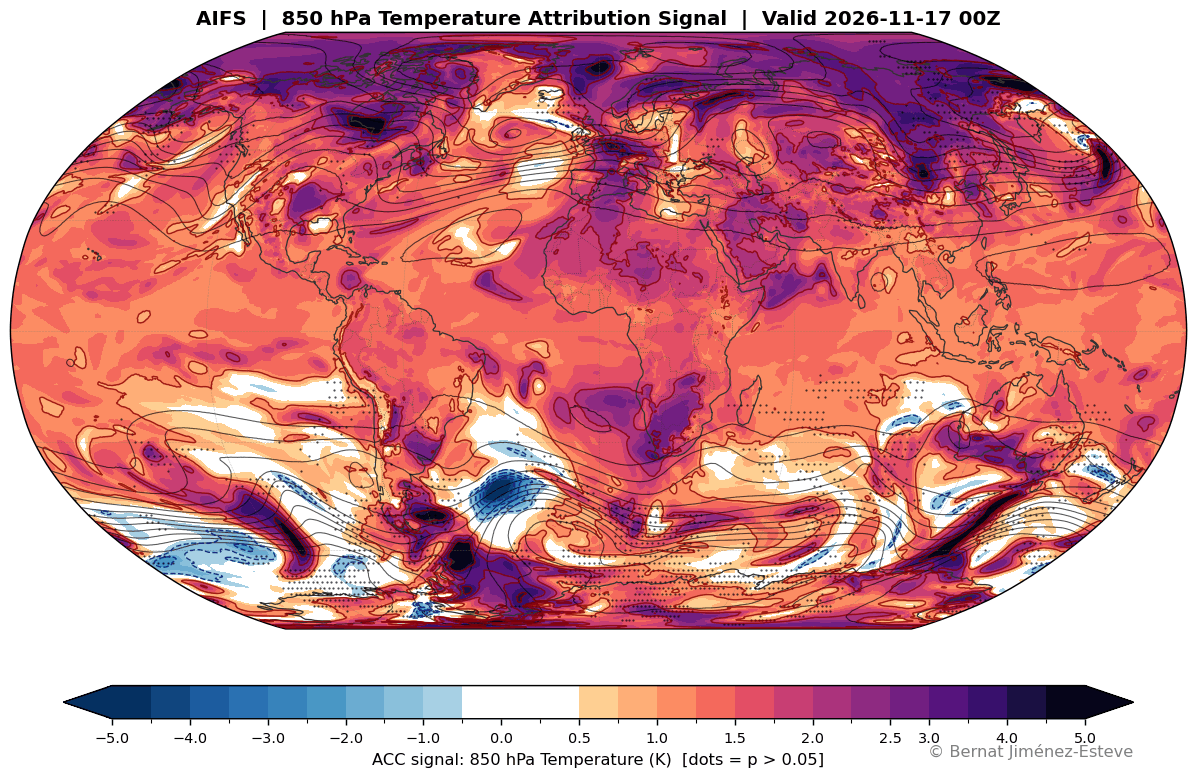 AIFS | 850 hPa Temperature Attribution Signal | Valid 2026-11-17 00Z
−5.0 −4.0 −3.0 −2.0 −1.0 0.0 0.5 1.0 1.5 2.0 2.5 3.0 4.0 5.0
ACC signal: 850 hPa Temperature (K) [dots = p > 0.05]
© Bernat Jiménez-Esteve